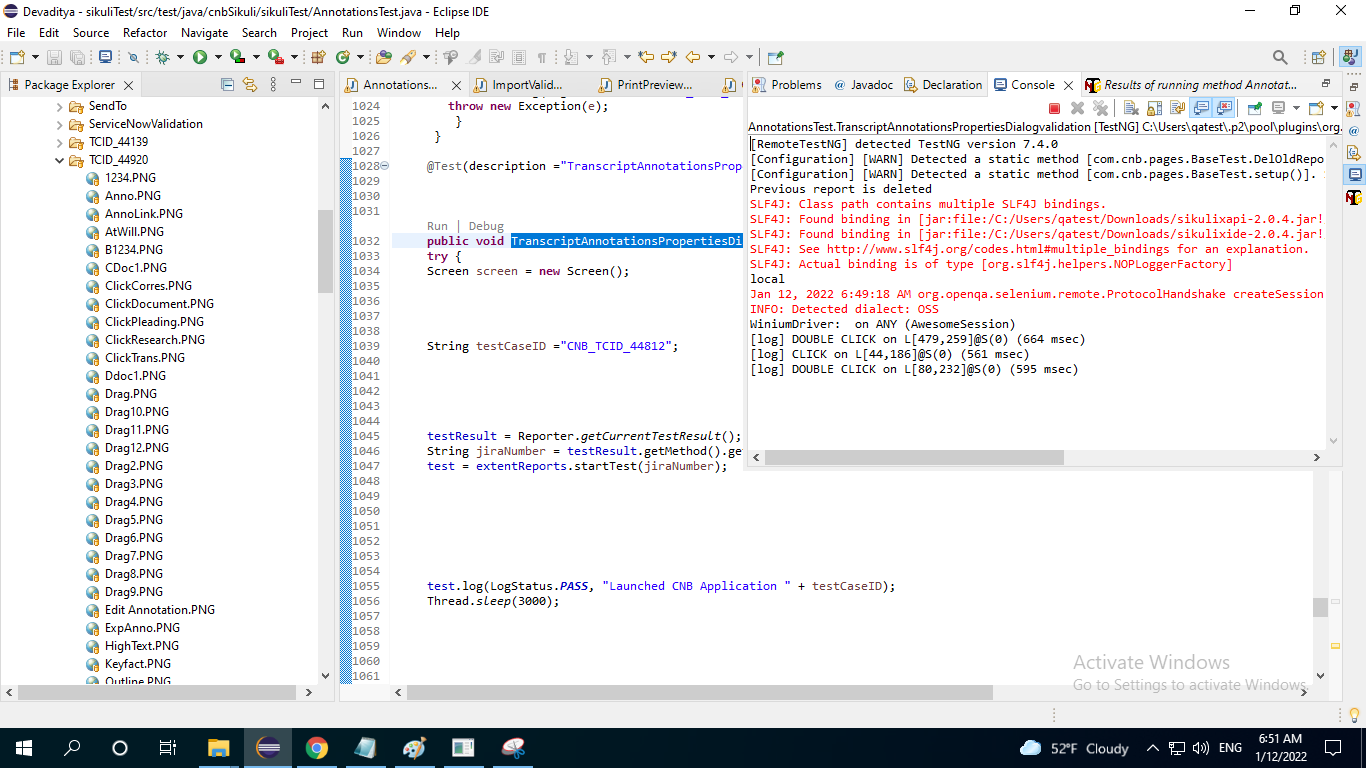 Devaditya - sikuliTest/src/test/java/cnbSikuli/sikuliTest/AnnotationsTest.java - Eclipse IDE
File Edit Source Refactor Navigate Search Project Run Window Help
Package Explorer
SendTo
ServiceNowValidation
TCID_44139
TCID_44920
1234.PNG
Anno.PNG
AnnoLink.PNG
AtWill.PNG
B1234.PNG
CDoc1.PNG
ClickCorres.PNG
ClickDocument.PNG
ClickPleading.PNG
ClickResearch.PNG
ClickTrans.PNG
Ddoc1.PNG
Drag.PNG
Drag10.PNG
Drag11.PNG
Drag12.PNG
Drag2.PNG
Drag3.PNG
Drag4.PNG
Drag5.PNG
Drag6.PNG
Drag7.PNG
Drag8.PNG
Drag9.PNG
Edit Annotation.PNG
ExpAnno.PNG
HighText.PNG
Keyfact.PNG
Outline.PNG
Annotations... ImportValid... PrintPreview...
1024 throw new Exception(e);
1025 }
1026 }
1027
1028 @Test(description ="TranscriptAnnotationsProp
1029
1030
1031
Run | Debug
1032 public void TranscriptAnnotationsPropertiesDi
1033 try {
1034 Screen screen = new Screen();
1035
1036
1037
1038
1039 String testCaseID ="CNB_TCID_44812";
1040
1041
1042
1043
1044
1045 testResult = Reporter.getCurrentTestResult();
1046 String jiraNumber = testResult.getMethod().ge
1047 test = extentReports.startTest(jiraNumber);
1048
1049
1050
1051
1052
1053
1054
1055 test.log(LogStatus.PASS, "Launched CNB Application " + testCaseID);
1056 Thread.sleep(3000);
1057
1058
1059
1060
1061
Problems @ Javadoc Declaration Console Results of running method Annotat...
AnnotationsTest.TranscriptAnnotationsPropertiesDialogvalidation [TestNG] C:\Users\qatest\.p2\pool\plugins\org.
[RemoteTestNG] detected TestNG version 7.4.0
[Configuration] [WARN] Detected a static method [com.cnb.pages.BaseTest.DelOldRepo
[Configuration] [WARN] Detected a static method [com.cnb.pages.BaseTest.setup()].
Previous report is deleted
SLF4J: Class path contains multiple SLF4J bindings.
SLF4J: Found binding in [jar:file:/C:/Users/qatest/Downloads/sikulixapi-2.0.4.jar!
SLF4J: Found binding in [jar:file:/C:/Users/qatest/Downloads/sikulixide-2.0.4.jar!
SLF4J: See http://www.slf4j.org/codes.html#multiple_bindings for an explanation.
SLF4J: Actual binding is of type [org.slf4j.helpers.NOPLoggerFactory]
local
Jan 12, 2022 6:49:18 AM org.openqa.selenium.remote.ProtocolHandshake createSession
INFO: Detected dialect: OSS
WiniumDriver:  on ANY (AwesomeSession)
[log] DOUBLE CLICK on L[479,259]@S(0) (664 msec)
[log] CLICK on L[44,186]@S(0) (561 msec)
[log] DOUBLE CLICK on L[80,232]@S(0) (595 msec)
Activate Windows
Go to Settings to activate Windows.
52°F Cloudy
ENG
6:51 AM
1/12/2022